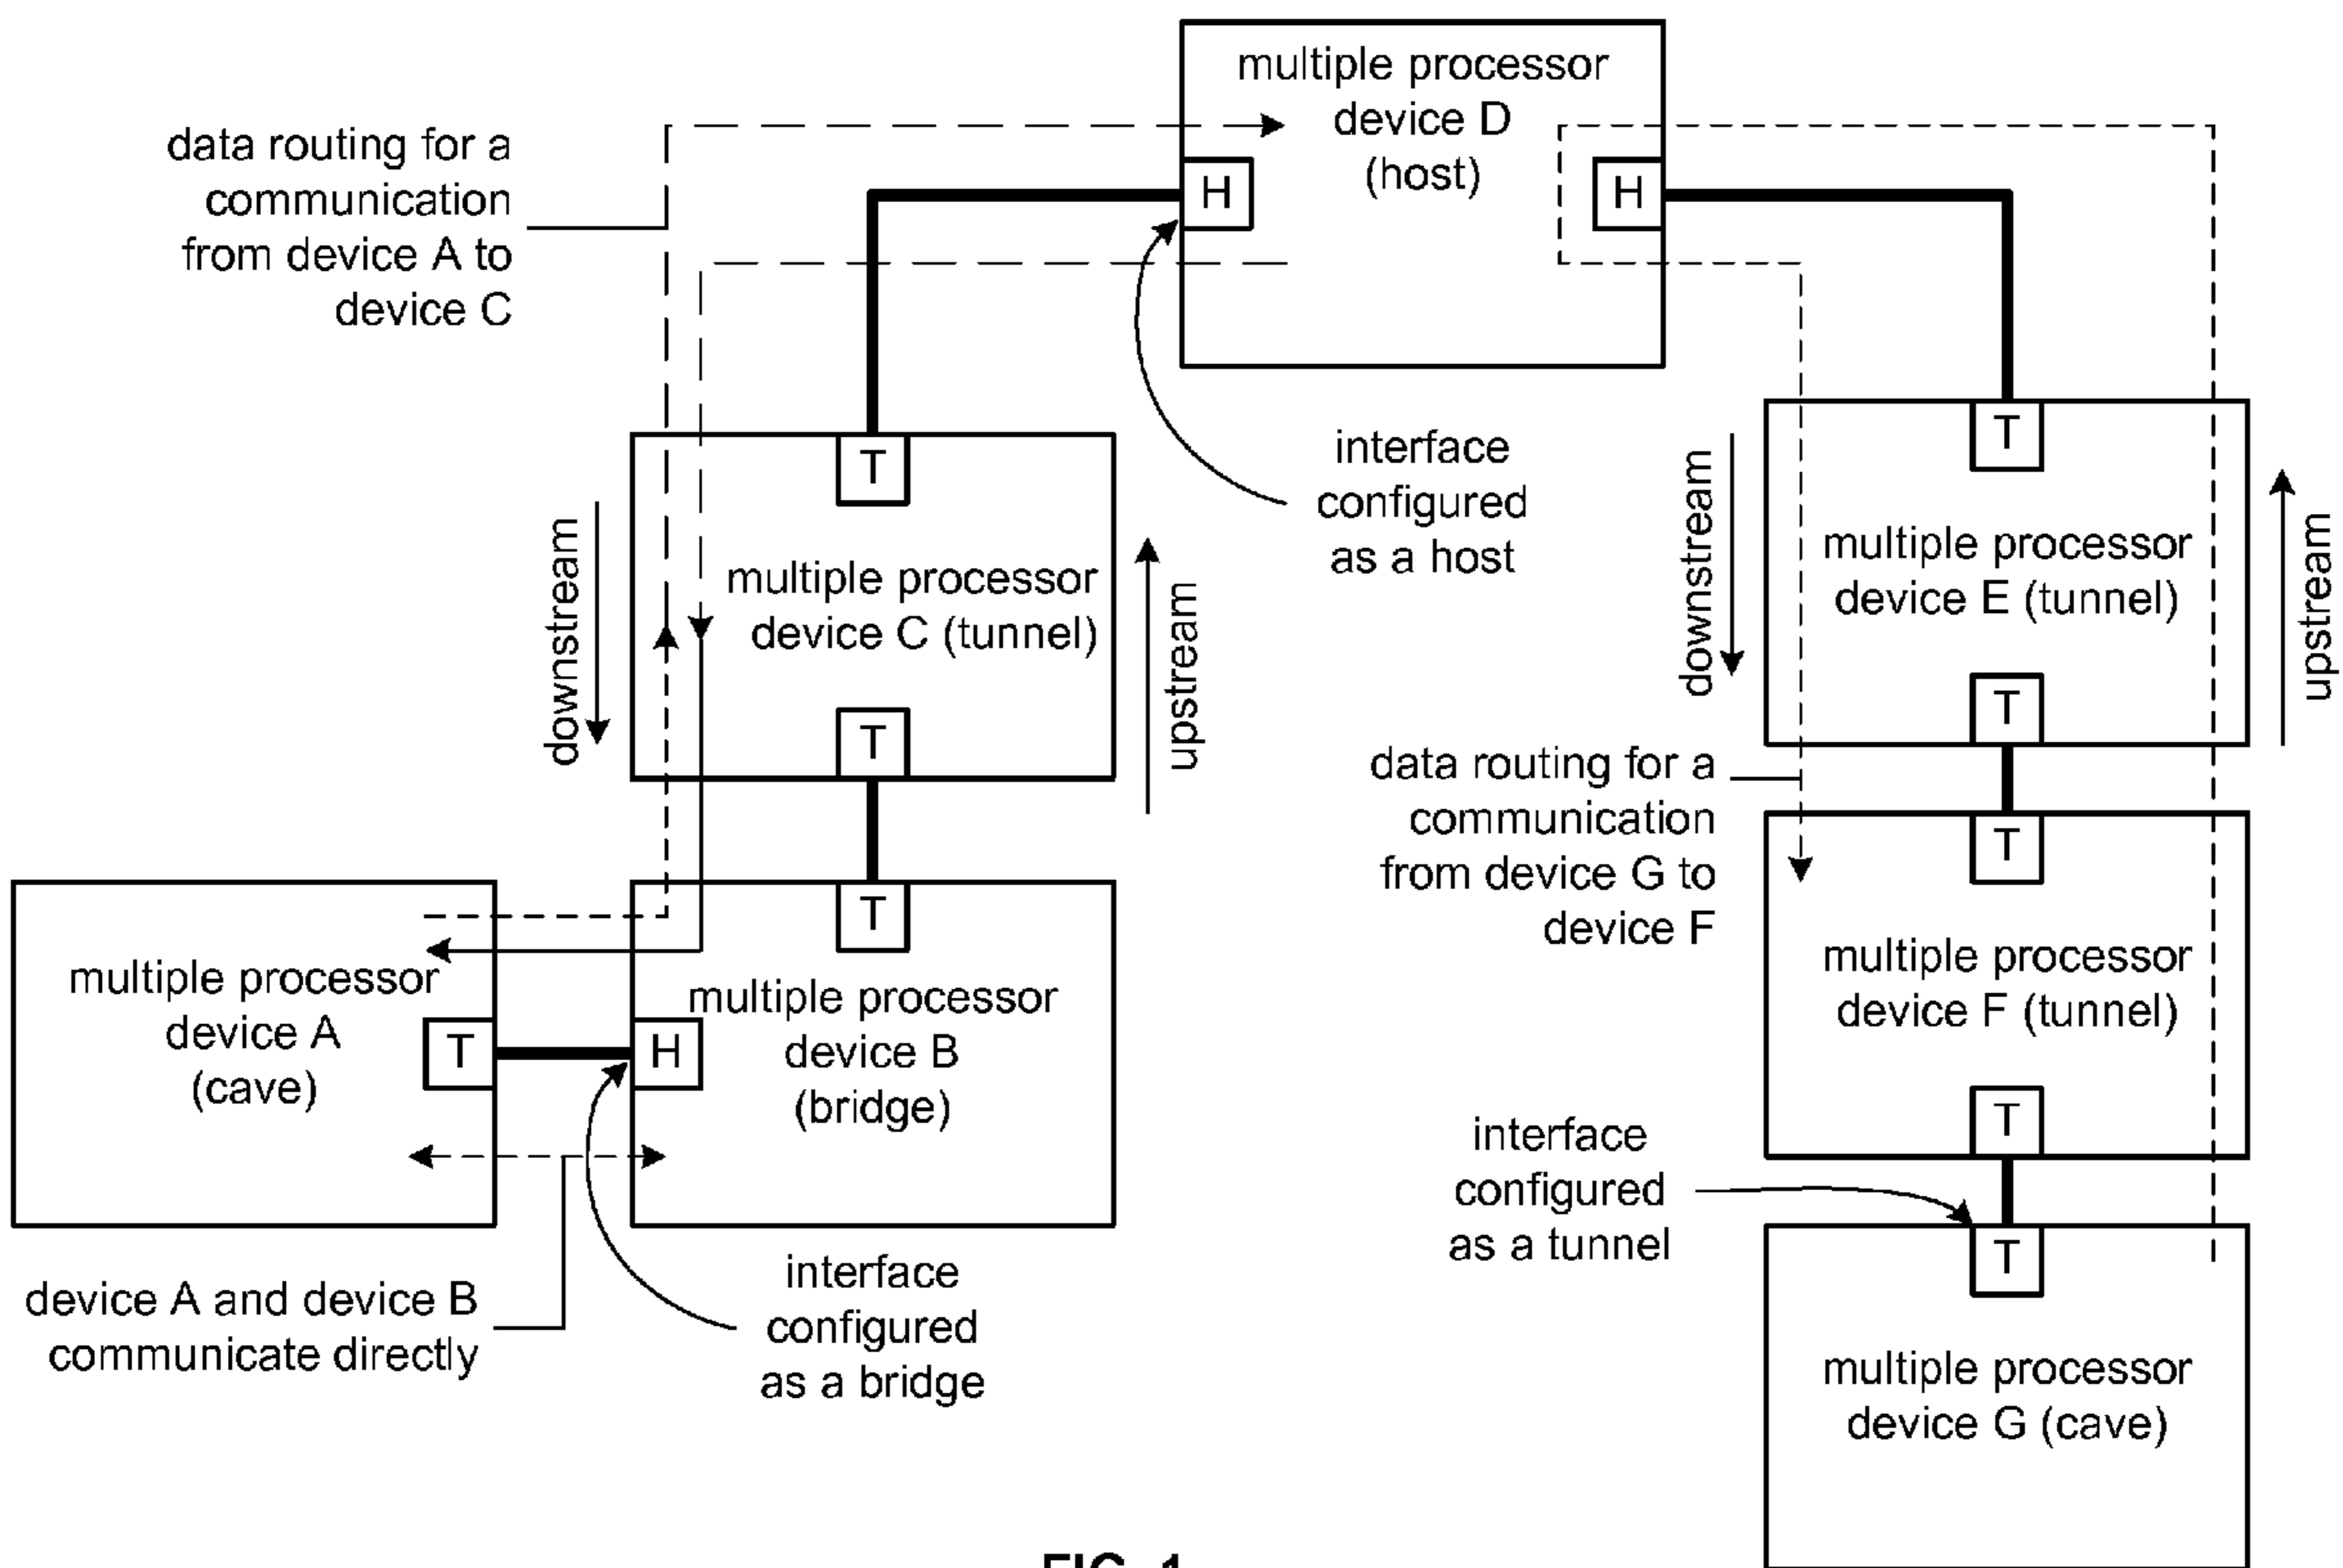 multiple processor
device D
(host)
H
H
data routing for a
communication
from device A to
device C
interface
configured
as a host
T
multiple processor
device C (tunnel)
T
downstream
upstream
T
multiple processor
device E (tunnel)
T
downstream
upstream
data routing for a
communication
from device G to
device F
multiple processor
device A
(cave)
T
T
H
multiple processor
device B
(bridge)
T
multiple processor
device F (tunnel)
T
device A and device B
communicate directly
interface
configured
as a bridge
interface
configured
as a tunnel
T
multiple processor
device G (cave)
FIG. 1